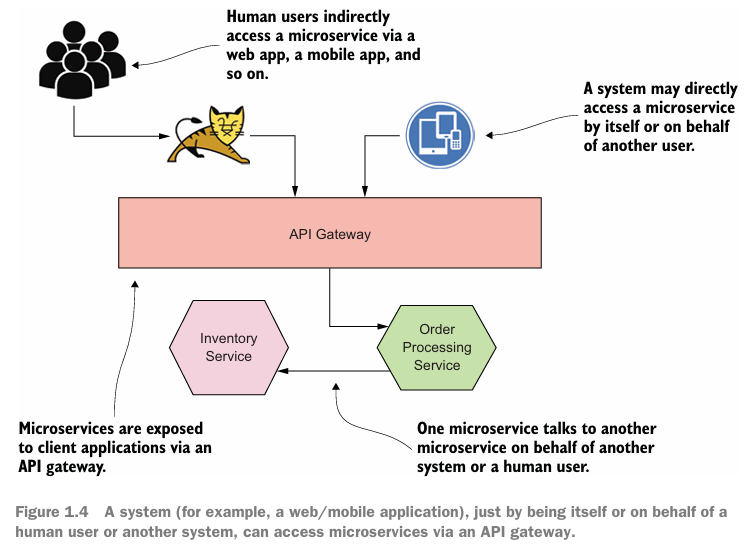 Human users indirectly
access a microservice via a
web app, a mobile app, and
so on.
A system may directly
access a microservice
by itself or on behalf
of another user.
API Gateway
Inventory
Service
Order
Processing
Service
Microservices are exposed
to client applications via an
API gateway.
One microservice talks to another
microservice on behalf of another
system or a human user.
Figure 1.4 A system (for example, a web/mobile application), just by being itself or on behalf of a
human user or another system, can access microservices via an API gateway.